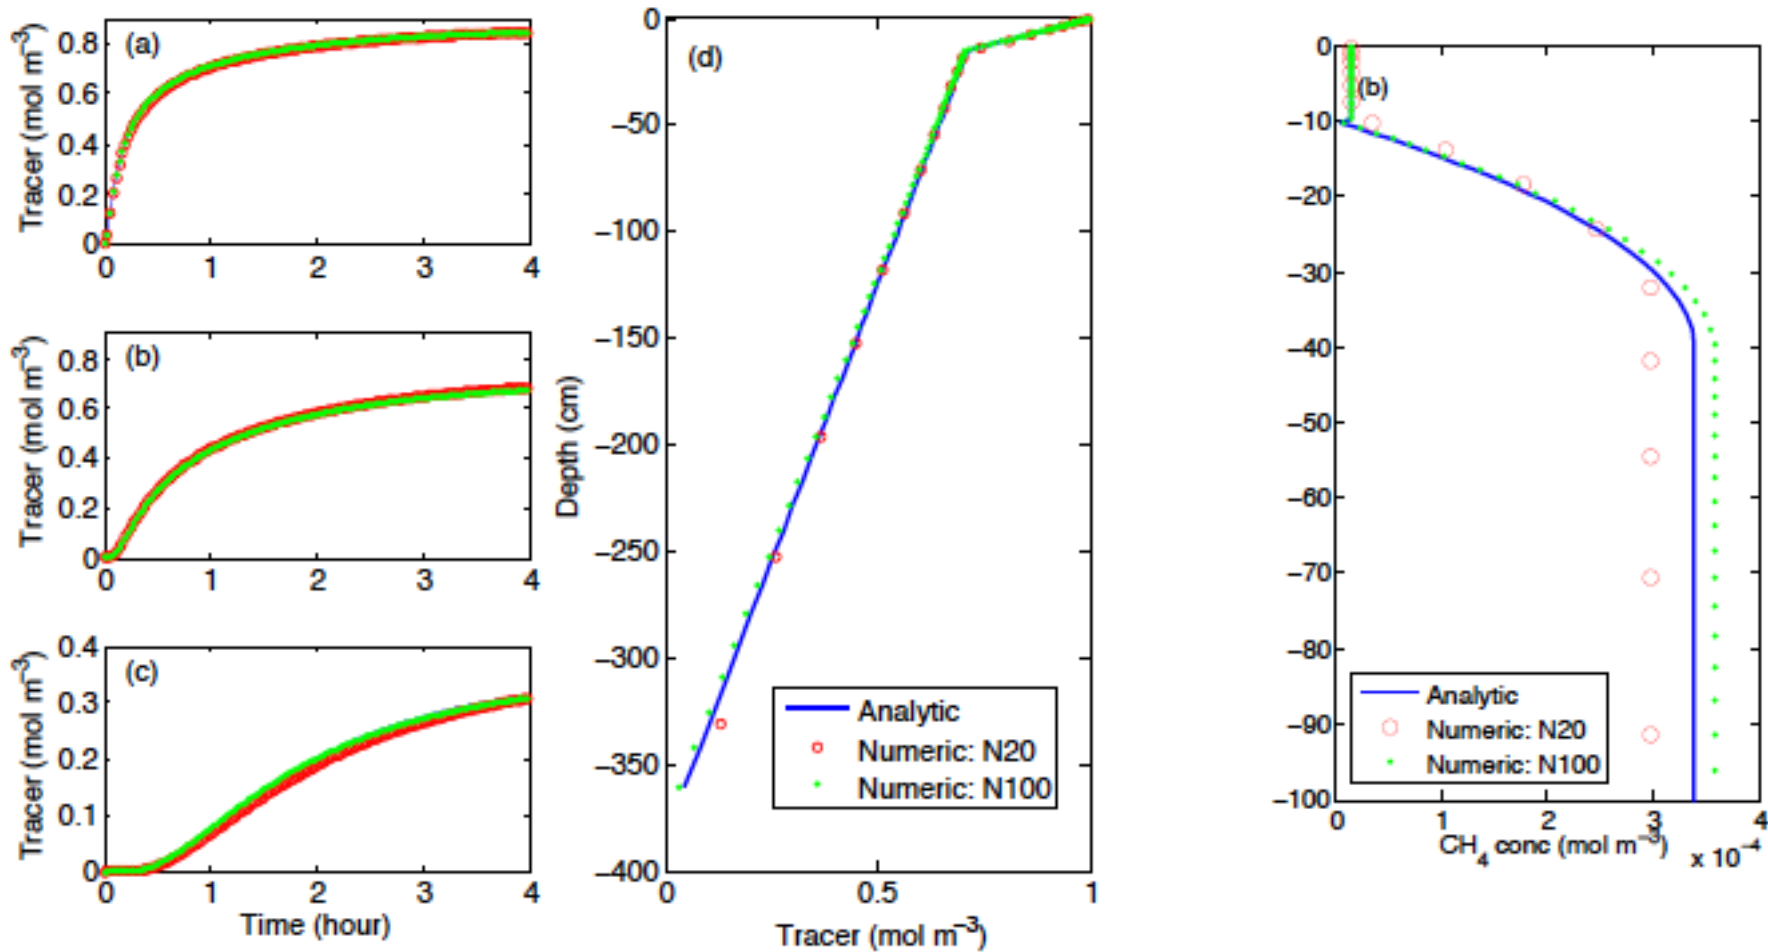 (a)
Tracer (mol m⁻³)
0.8
0.6
0.4
0.2
0
0 1 2 3 4
(b)
Tracer (mol m⁻³)
0.8
0.6
0.4
0.2
0
0 1 2 3 4
(c)
Tracer (mol m⁻³)
0.4
0.3
0.2
0.1
0
0 1 2 3 4
Time (hour)
(d)
Depth (cm)
0
−50
−100
−150
−200
−250
−300
−350
−400
0 0.5 1
Tracer (mol m⁻³)
Analytic
Numeric: N20
Numeric: N100
(b)
0
−10
−20
−30
−40
−50
−60
−70
−80
−90
−100
0 1 2 3 4
CH₄ conc (mol m⁻³)
x 10⁻⁴
Analytic
Numeric: N20
Numeric: N100